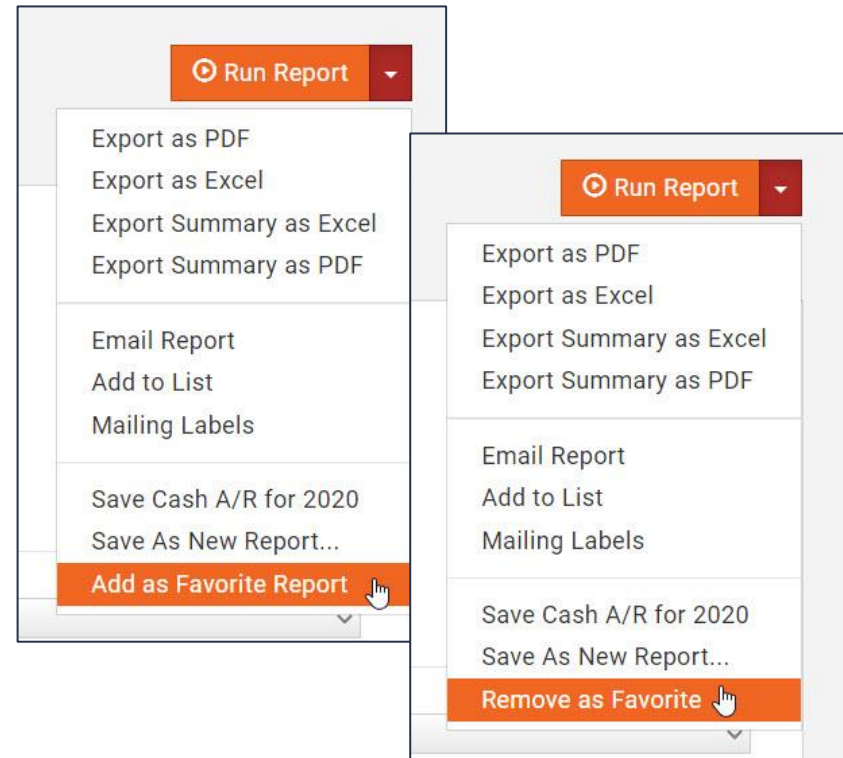 Run Report
Export as PDF
Export as Excel
Export Summary as Excel
Export Summary as PDF
Email Report
Add to List
Mailing Labels
Save Cash A/R for 2020
Save As New Report...
Add as Favorite Report
Run Report
Export as PDF
Export as Excel
Export Summary as Excel
Export Summary as PDF
Email Report
Add to List
Mailing Labels
Save Cash A/R for 2020
Save As New Report...
Remove as Favorite